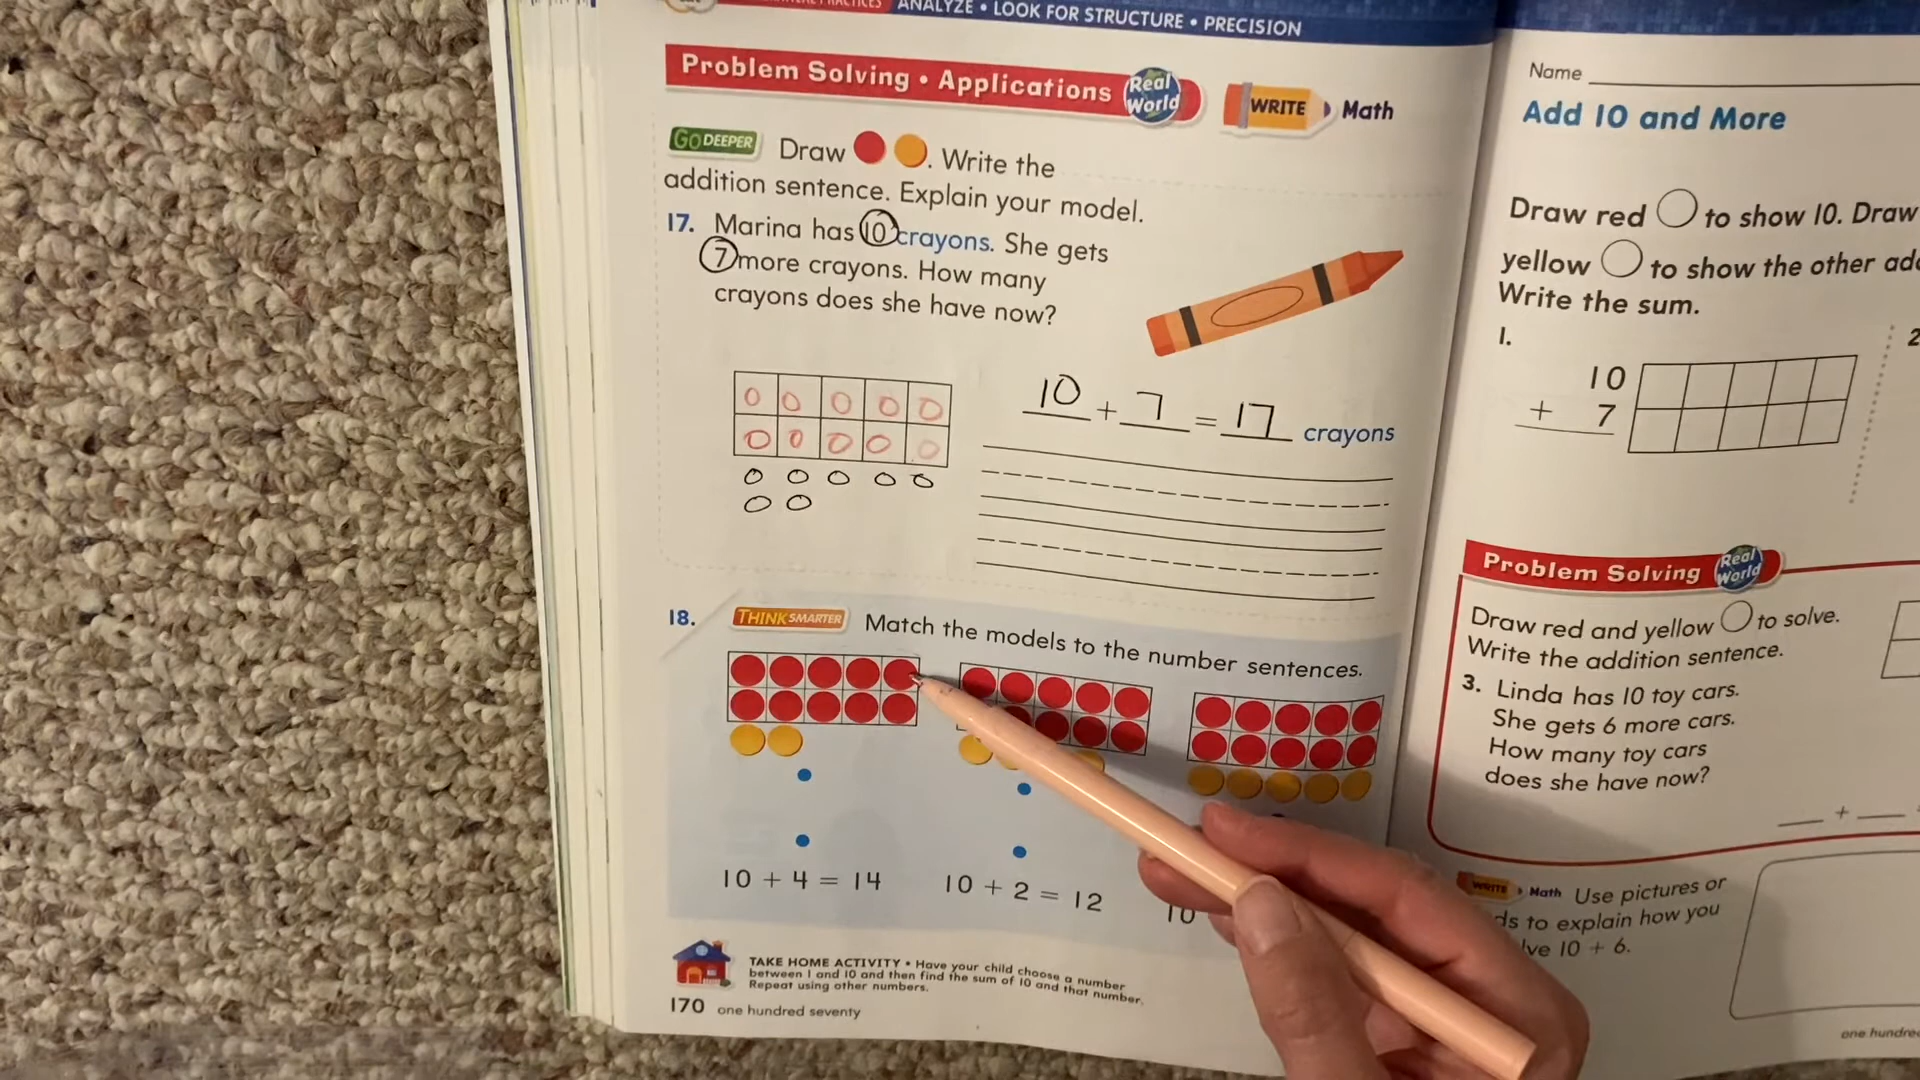 ANALYZE • LOOK FOR STRUCTURE • PRECISION
Problem Solving • Applications Real World WRITE Math
GO DEEPER Draw . Write the
addition sentence. Explain your model.
17. Marina has 10 crayons. She gets
7 more crayons. How many
crayons does she have now?
10 + 7 = 17 crayons
18. THINK SMARTER Match the models to the number sentences.
10 + 4 = 14 10 + 2 = 12 10
TAKE HOME ACTIVITY • Have your child choose a number
between 1 and 10 and then find the sum of 10 and that number.
Repeat using other numbers.
170 one hundred seventy
Name
Add 10 and More
Draw red to show 10. Draw
yellow to show the other
Write the sum.
1.
10
+ 7
2
Problem Solving Real World
Draw red and yellow to solve.
Write the addition sentence.
3. Linda has 10 toy cars.
She gets 6 more cars.
How many toy cars
does she have now?
+
WRITE Math Use pictures or
to explain how you
10 + 6.
one